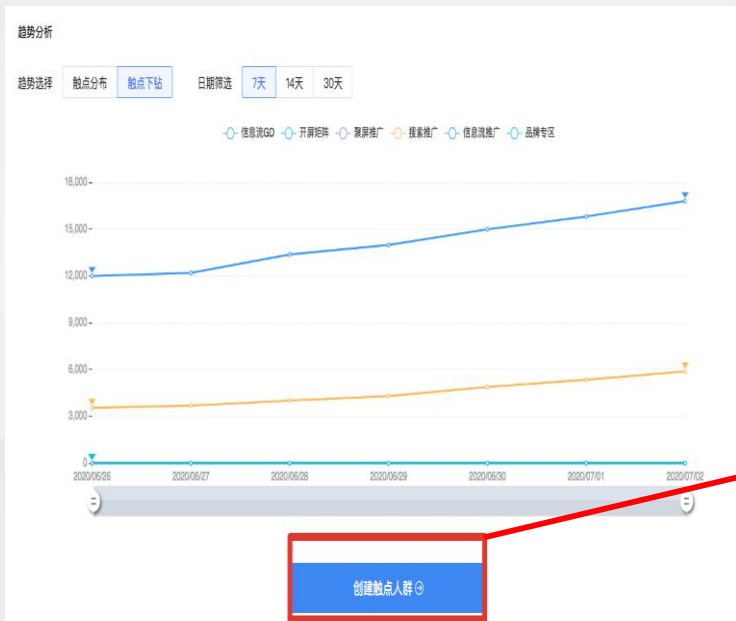 趋势分析
趋势选择 触点分布 触点下钻 日期筛选 7天 14天 30天
信息流GD 开屏矩阵 聚屏推广 搜索推广 信息流推广 品牌专区
18,000
15,000
12,000
9,000
6,000
3,000
0
2020/06/26 2020/06/27 2020/06/28 2020/06/29 2020/06/30 2020/07/01 2020/07/02
创建触点人群